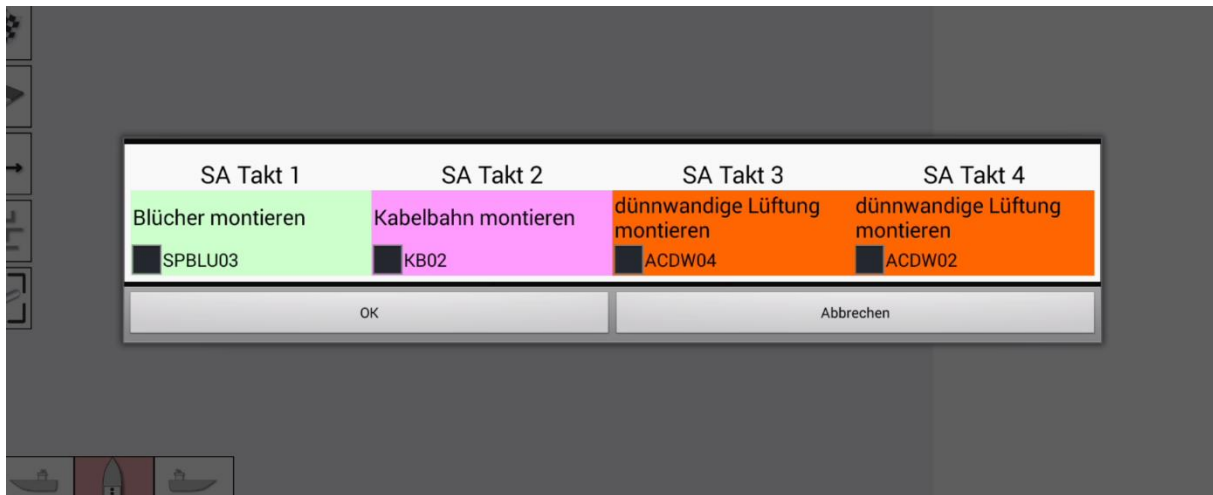 SA Takt 1
SA Takt 2
SA Takt 3
SA Takt 4
Blücher montieren
Kabelbahn montieren
dünnwandige Lüftung
montieren
dünnwandige Lüftung
montieren
SPBLU03
KB02
ACDW04
ACDW02
OK
Abbrechen